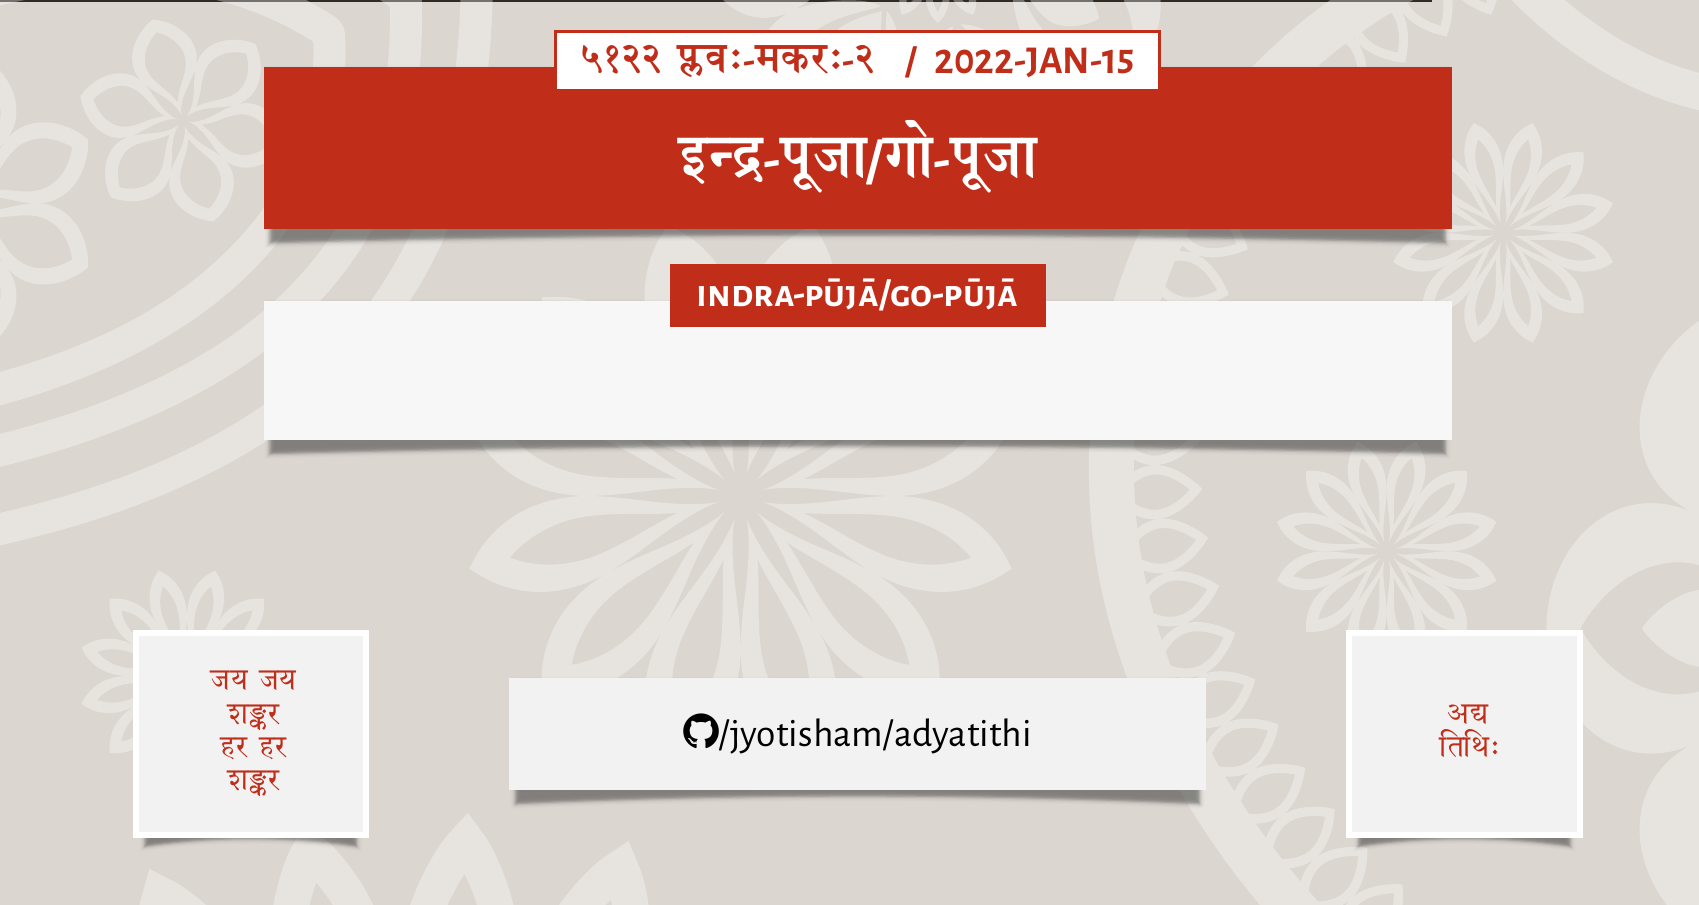 ५१२२ प्लवः-मकरः-२ / 2022-JAN-15
इन्द्र-पूजा/गो-पूजा
INDRA-PŪJĀ/GO-PŪJĀ
जय जय
शङ्कर
हर हर
शङ्कर
/jyotisham/adyatithi
अद्य
तिथिः